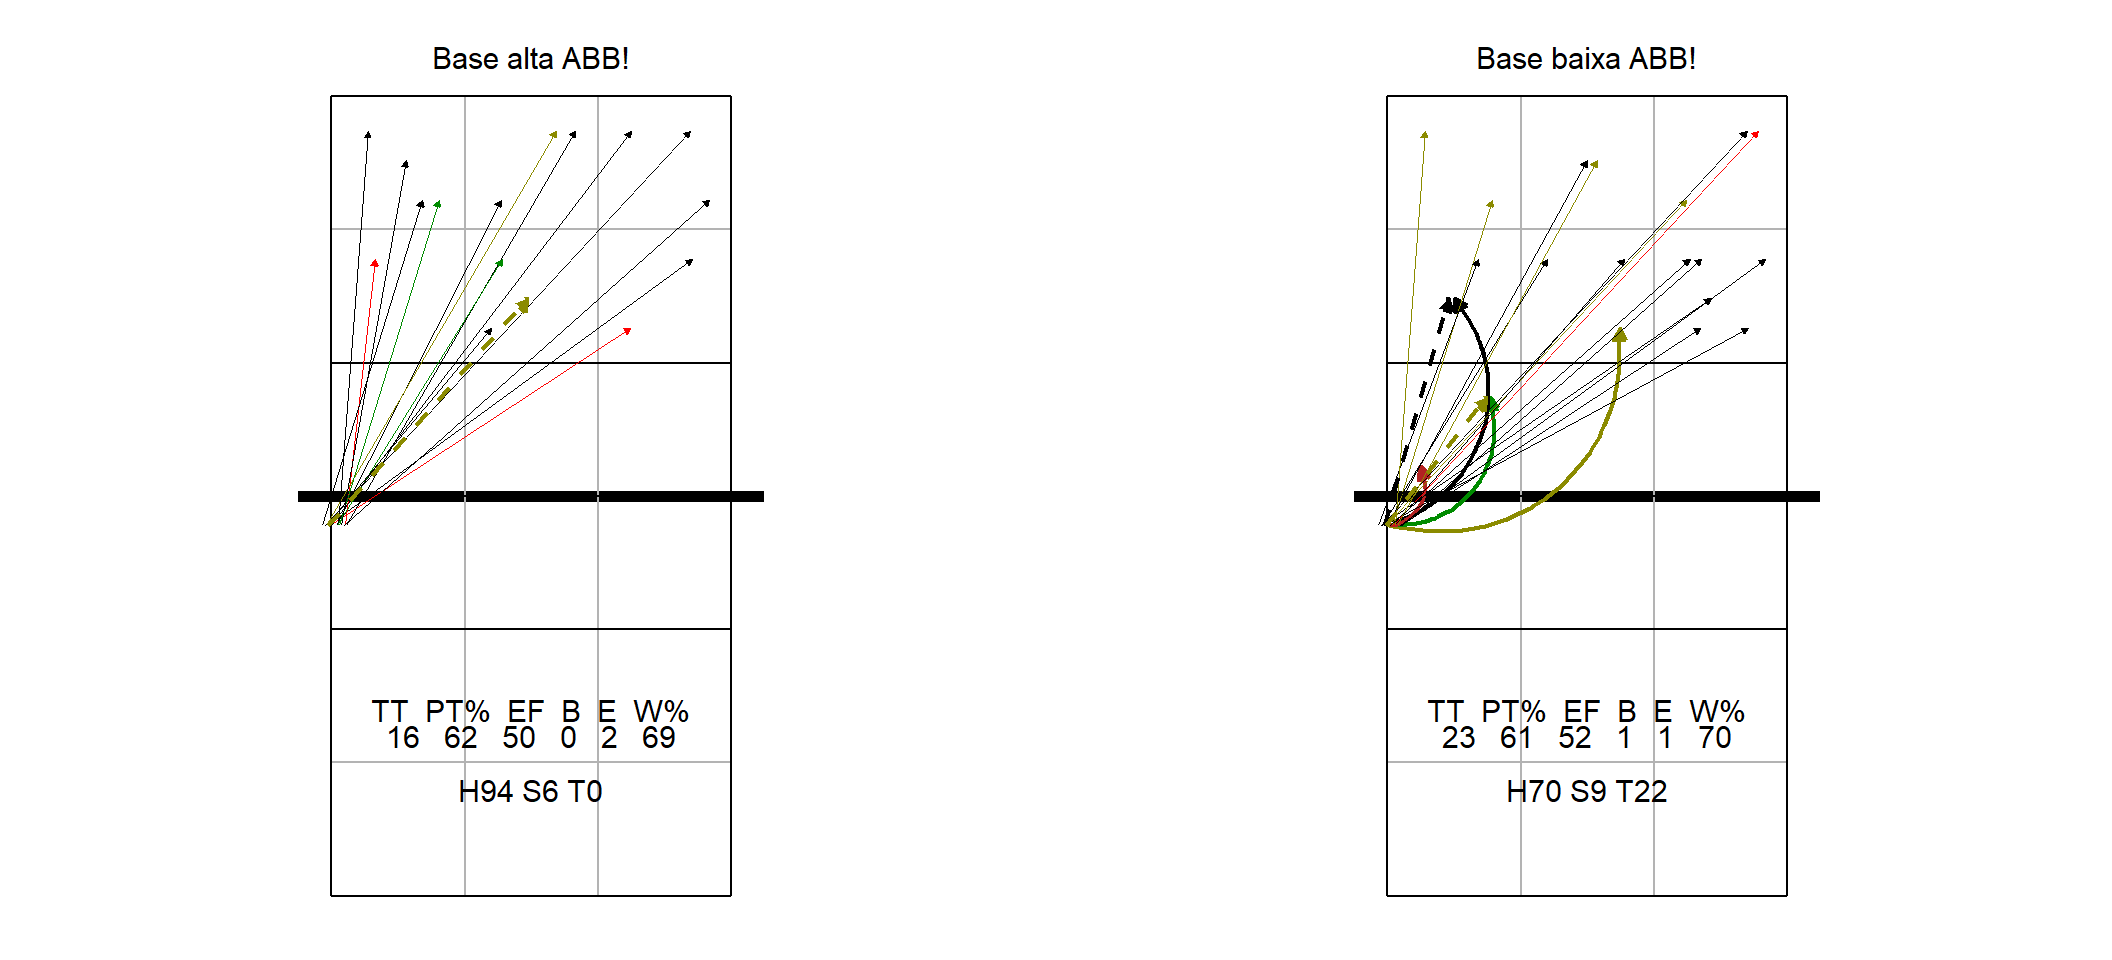 Base alta ABB!
TT PT% EF B E W%
16 62 50 0 2 69
H94 S6 T0
Base baixa ABB!
TT PT% EF B E W%
23 61 52 1 1 70
H70 S9 T22